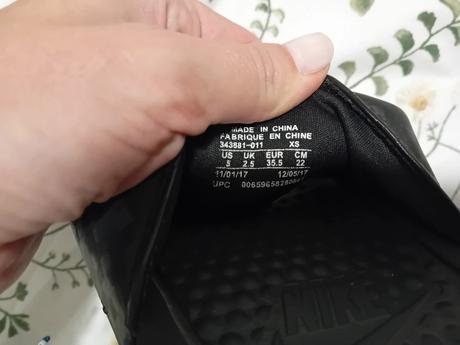 MADE IN CHINA
FABRIQUE EN CHINE
343881-011 XS
US UK EUR CM
5 2.5 35.5 22
11/01/17 12/05/17
UPC
NIKE